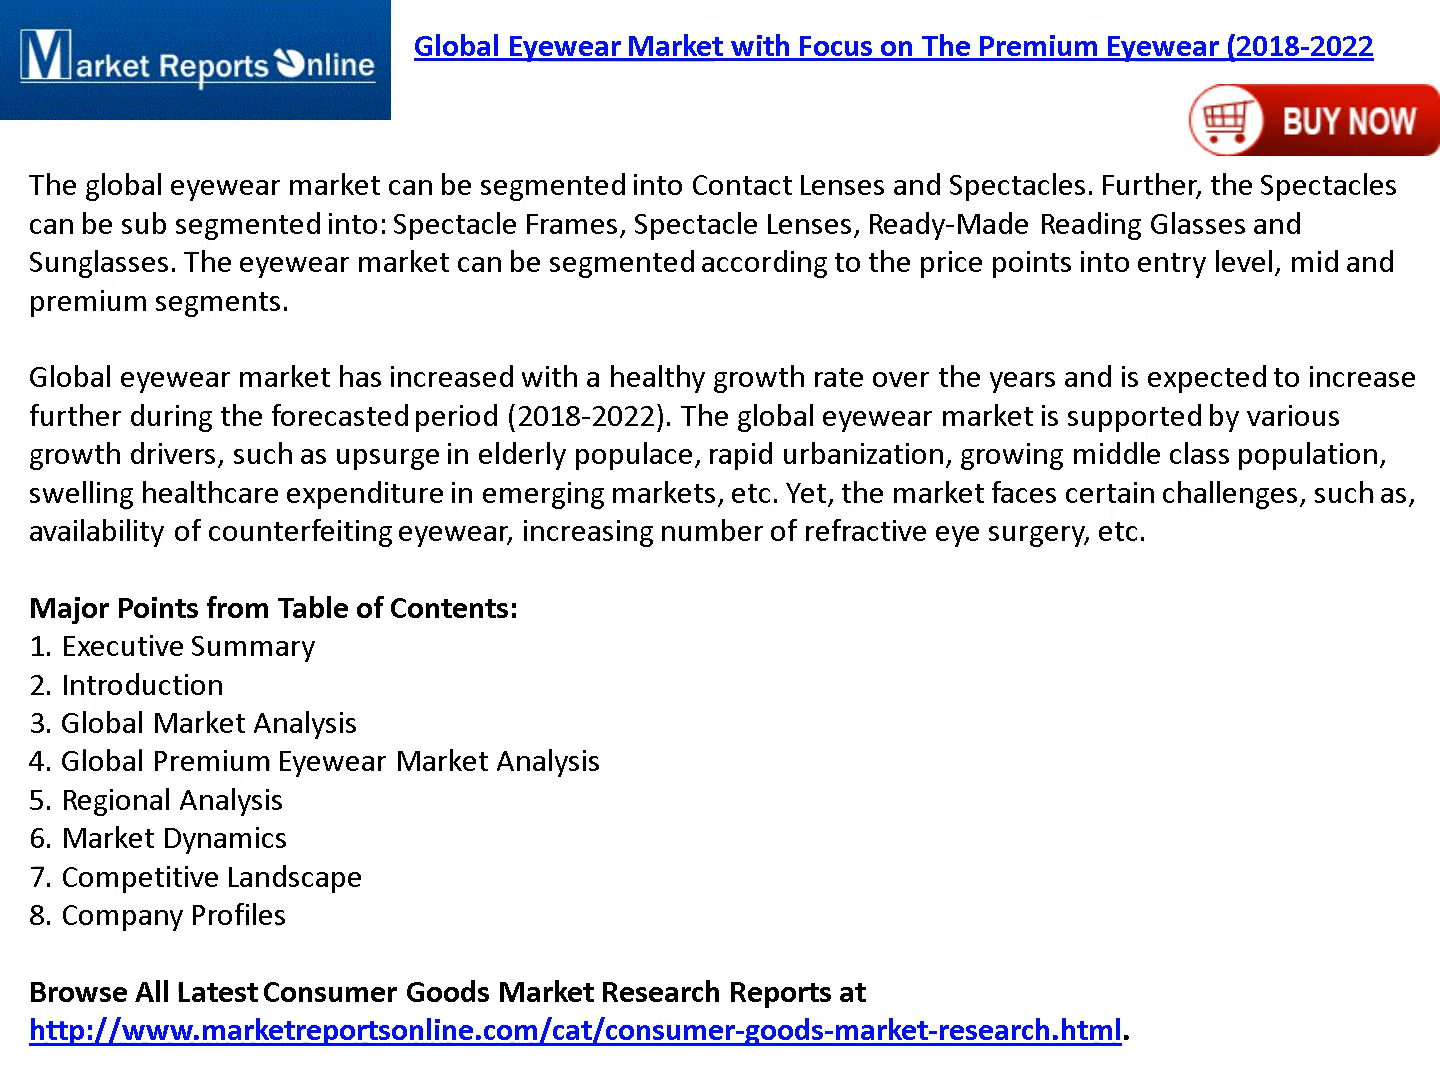 Market Reports Online
Global Eyewear Market with Focus on The Premium Eyewear (2018-2022
BUY NOW
The global eyewear market can be segmented into Contact Lenses and Spectacles. Further, the Spectacles
can be sub segmented into: Spectacle Frames, Spectacle Lenses, Ready-Made Reading Glasses and
Sunglasses. The eyewear market can be segmented according to the price points into entry level, mid and
premium segments.
Global eyewear market has increased with a healthy growth rate over the years and is expected to increase
further during the forecasted period (2018-2022). The global eyewear market is supported by various
growth drivers, such as upsurge in elderly populace, rapid urbanization, growing middle class population,
swelling healthcare expenditure in emerging markets, etc. Yet, the market faces certain challenges, such as,
availability of counterfeiting eyewear, increasing number of refractive eye surgery, etc.
Major Points from Table of Contents:
1. Executive Summary
2. Introduction
3. Global Market Analysis
4. Global Premium Eyewear Market Analysis
5. Regional Analysis
6. Market Dynamics
7. Competitive Landscape
8. Company Profiles
Browse All Latest Consumer Goods Market Research Reports at
http://www.marketreportsonline.com/cat/consumer-goods-market-research.html.